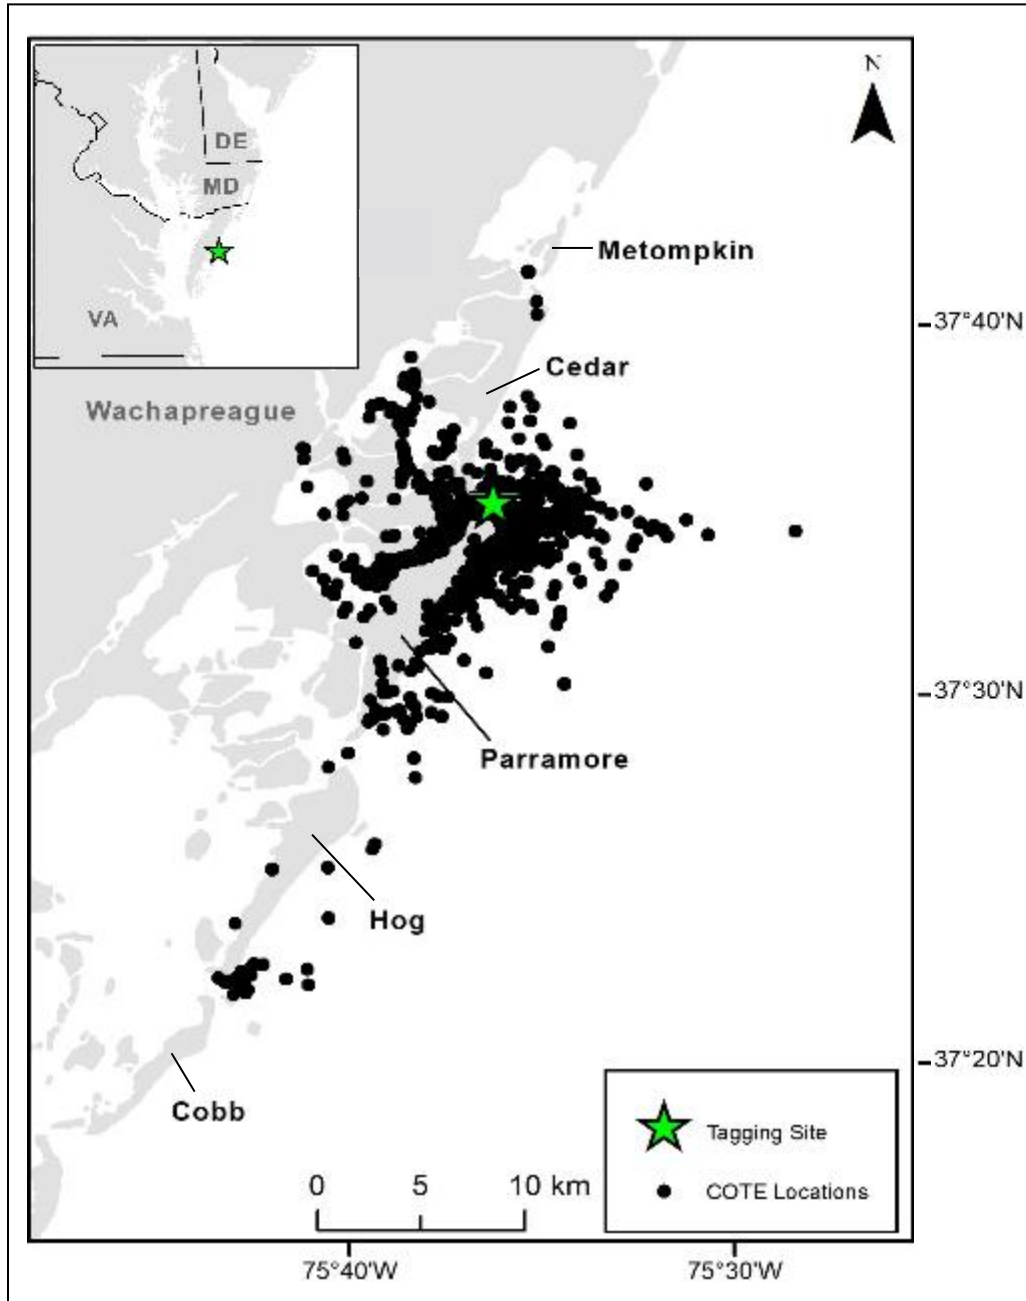 N
DE
MD
VA
Metompkin
37°40'N
Cedar
Wachapreague
37°30'N
Parramore
Hog
37°20'N
Cobb
Tagging Site
0 5 10 km
COTE Locations
75°40'W 75°30'W